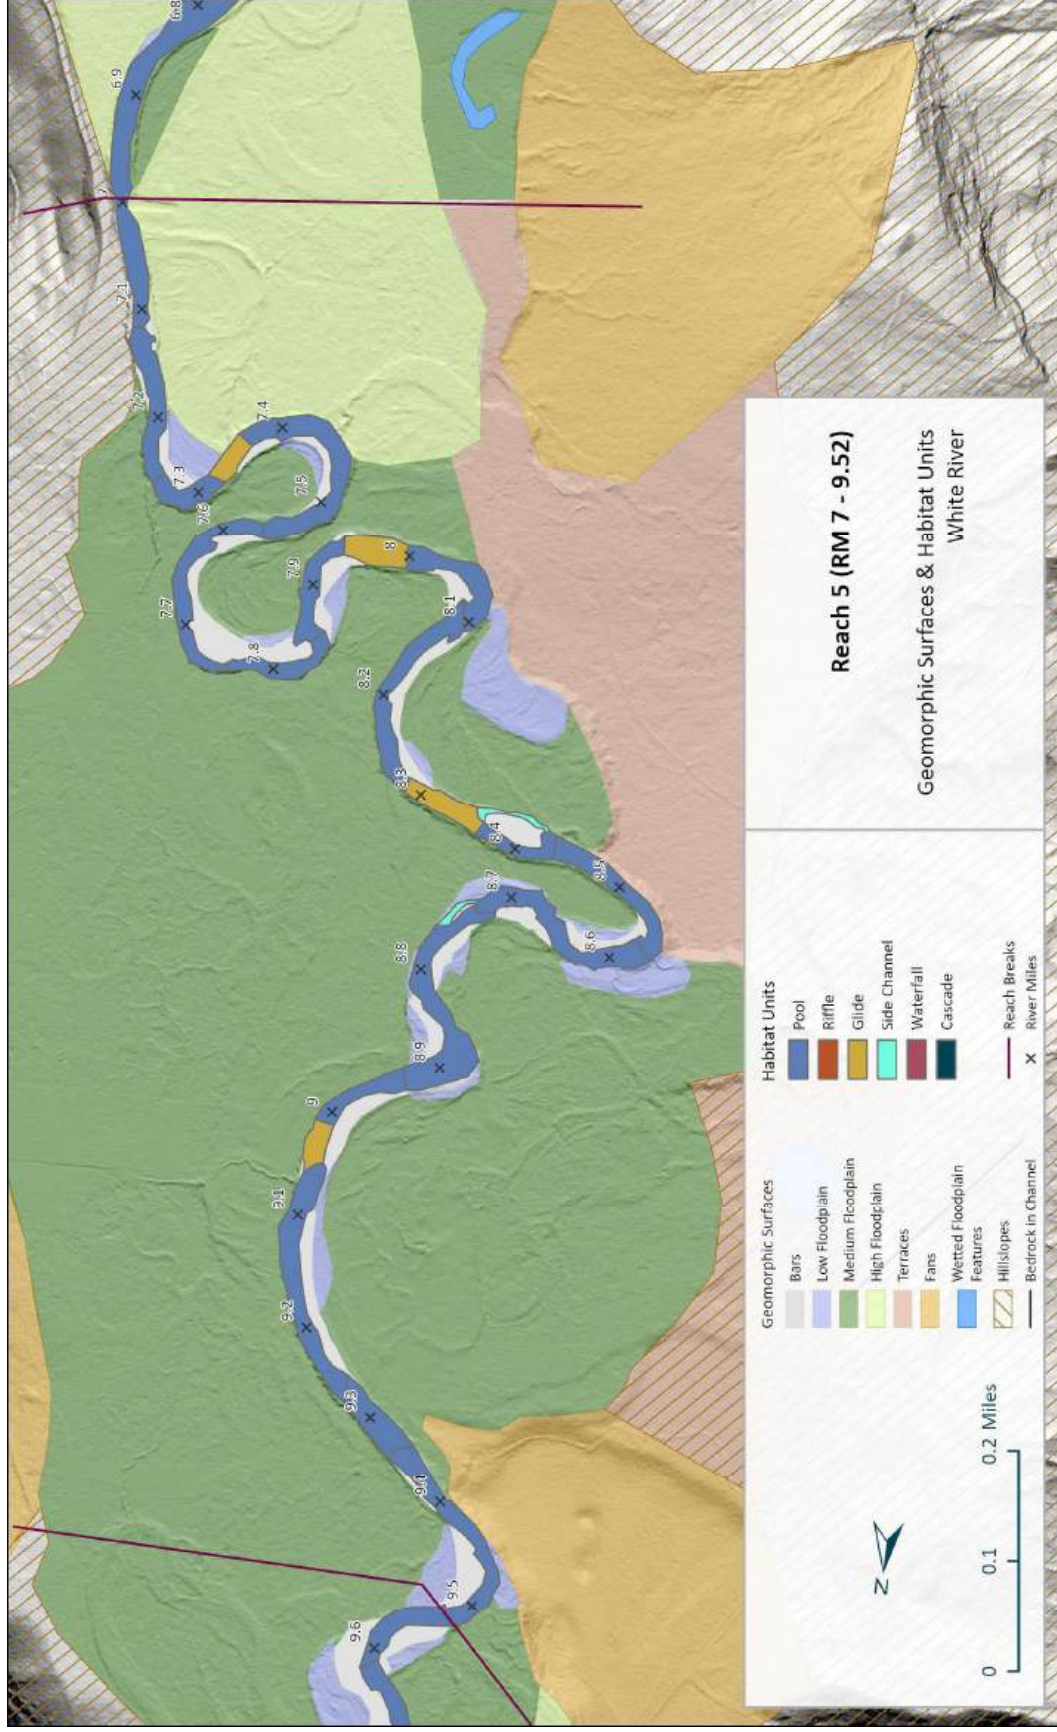 6.8
6.9
7
7.1
7.2
7.3
7.4
7.5
7.6
7.7
7.8
7.9
8
8.1
8.2
8.3
8.4
8.5
8.6
8.7
8.8
8.9
9
9.1
9.2
9.3
9.4
9.5
9.6
Reach 5 (RM 7 - 9.52)
Geomorphic Surfaces & Habitat Units
White River
Habitat Units
Pool
Riffle
Glide
Side Channel
Waterfall
Cascade
Reach Breaks
River Miles
Geomorphic Surfaces
Bars
Low Floodplain
Medium Floodplain
High Floodplain
Terraces
Fans
Wetted Floodplain
Features
Hillslopes
Bedrock in Channel
N
0
0.1
0.2 Miles